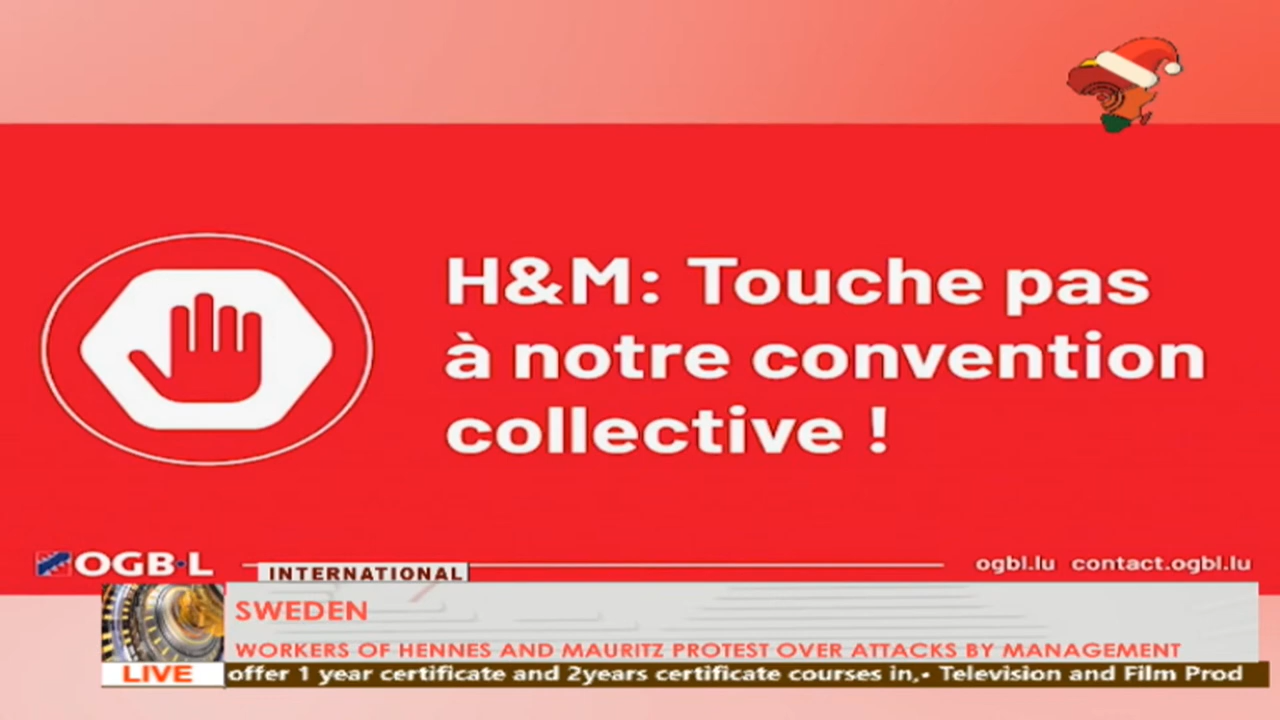 H&M: Touche pas
à notre convention
collective !
OGB·L
ogbl.lu contact.ogbl.lu
INTERNATIONAL
SWEDEN
WORKERS OF HENNES AND MAURITZ PROTEST OVER ATTACKS BY MANAGEMENT
LIVE
offer 1 year certificate and 2years certificate courses in,• Television and Film Prod